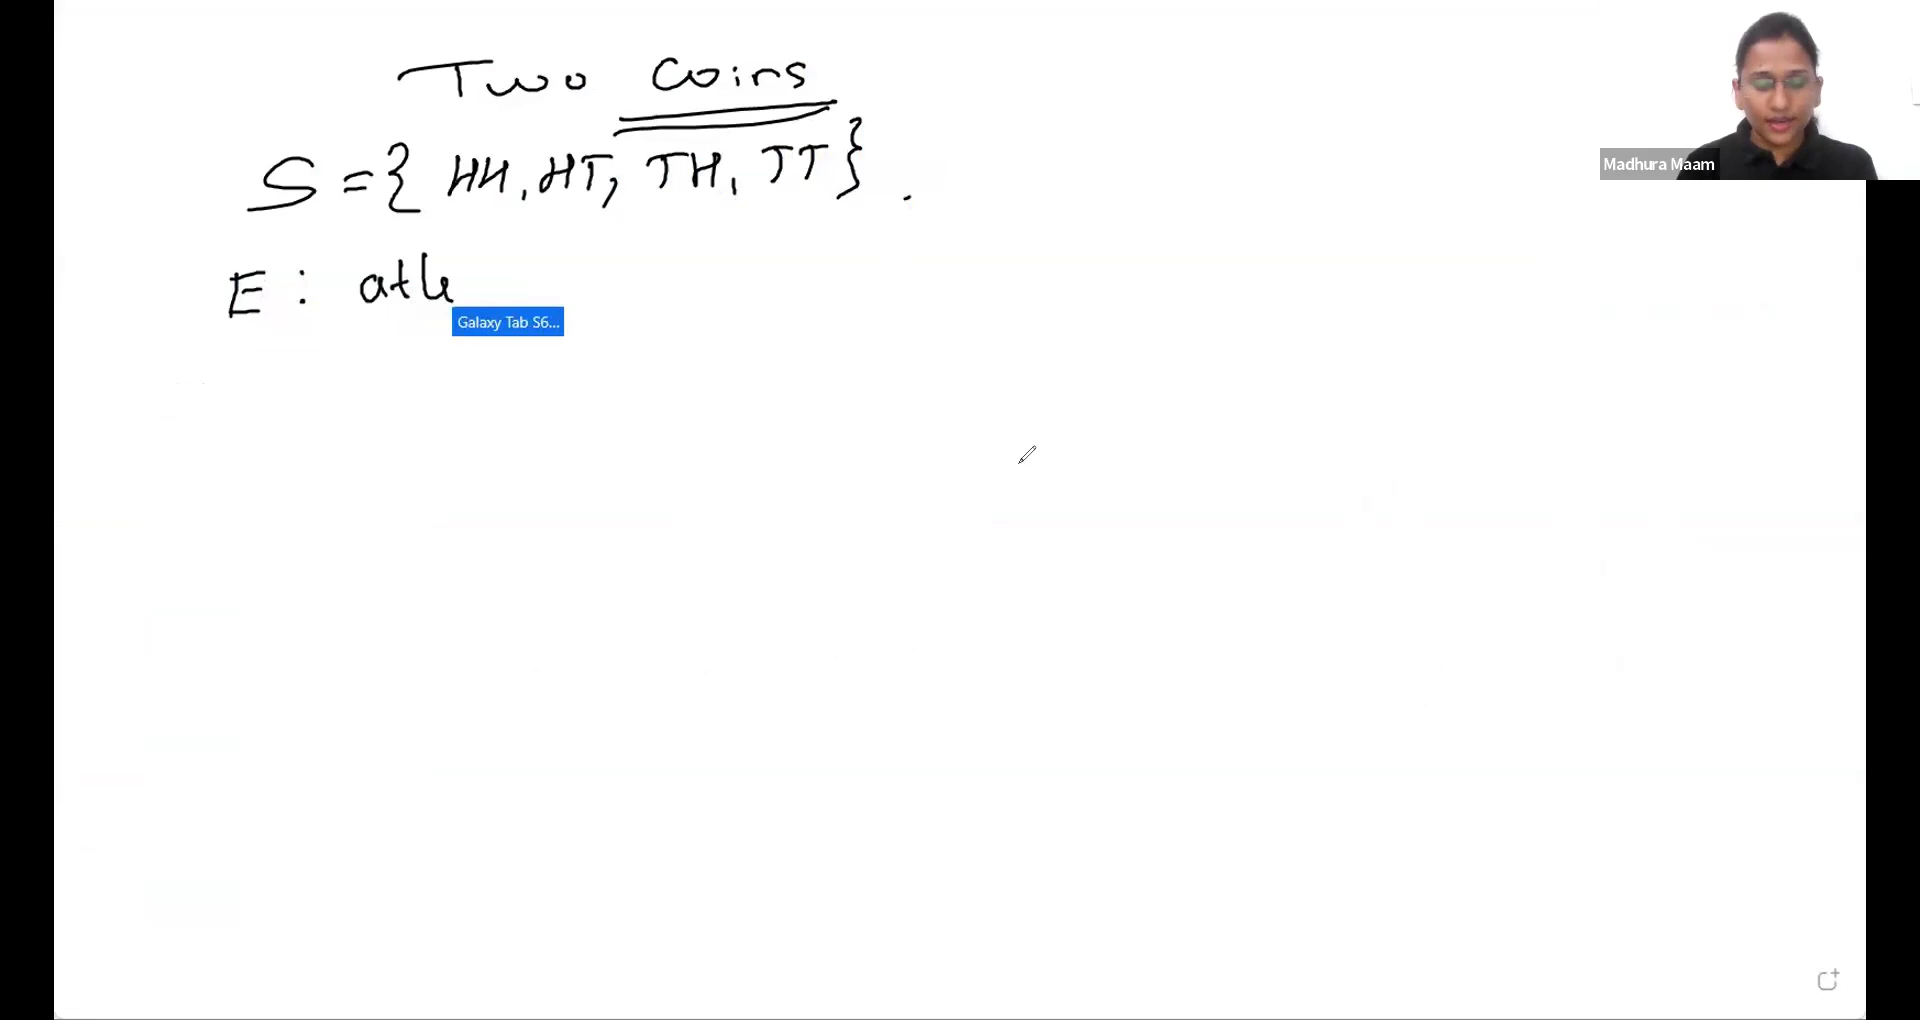 Two Coins
S = { HH, HT, TH, TT } .
E : atle
Galaxy Tab S6...
Madhura Maam